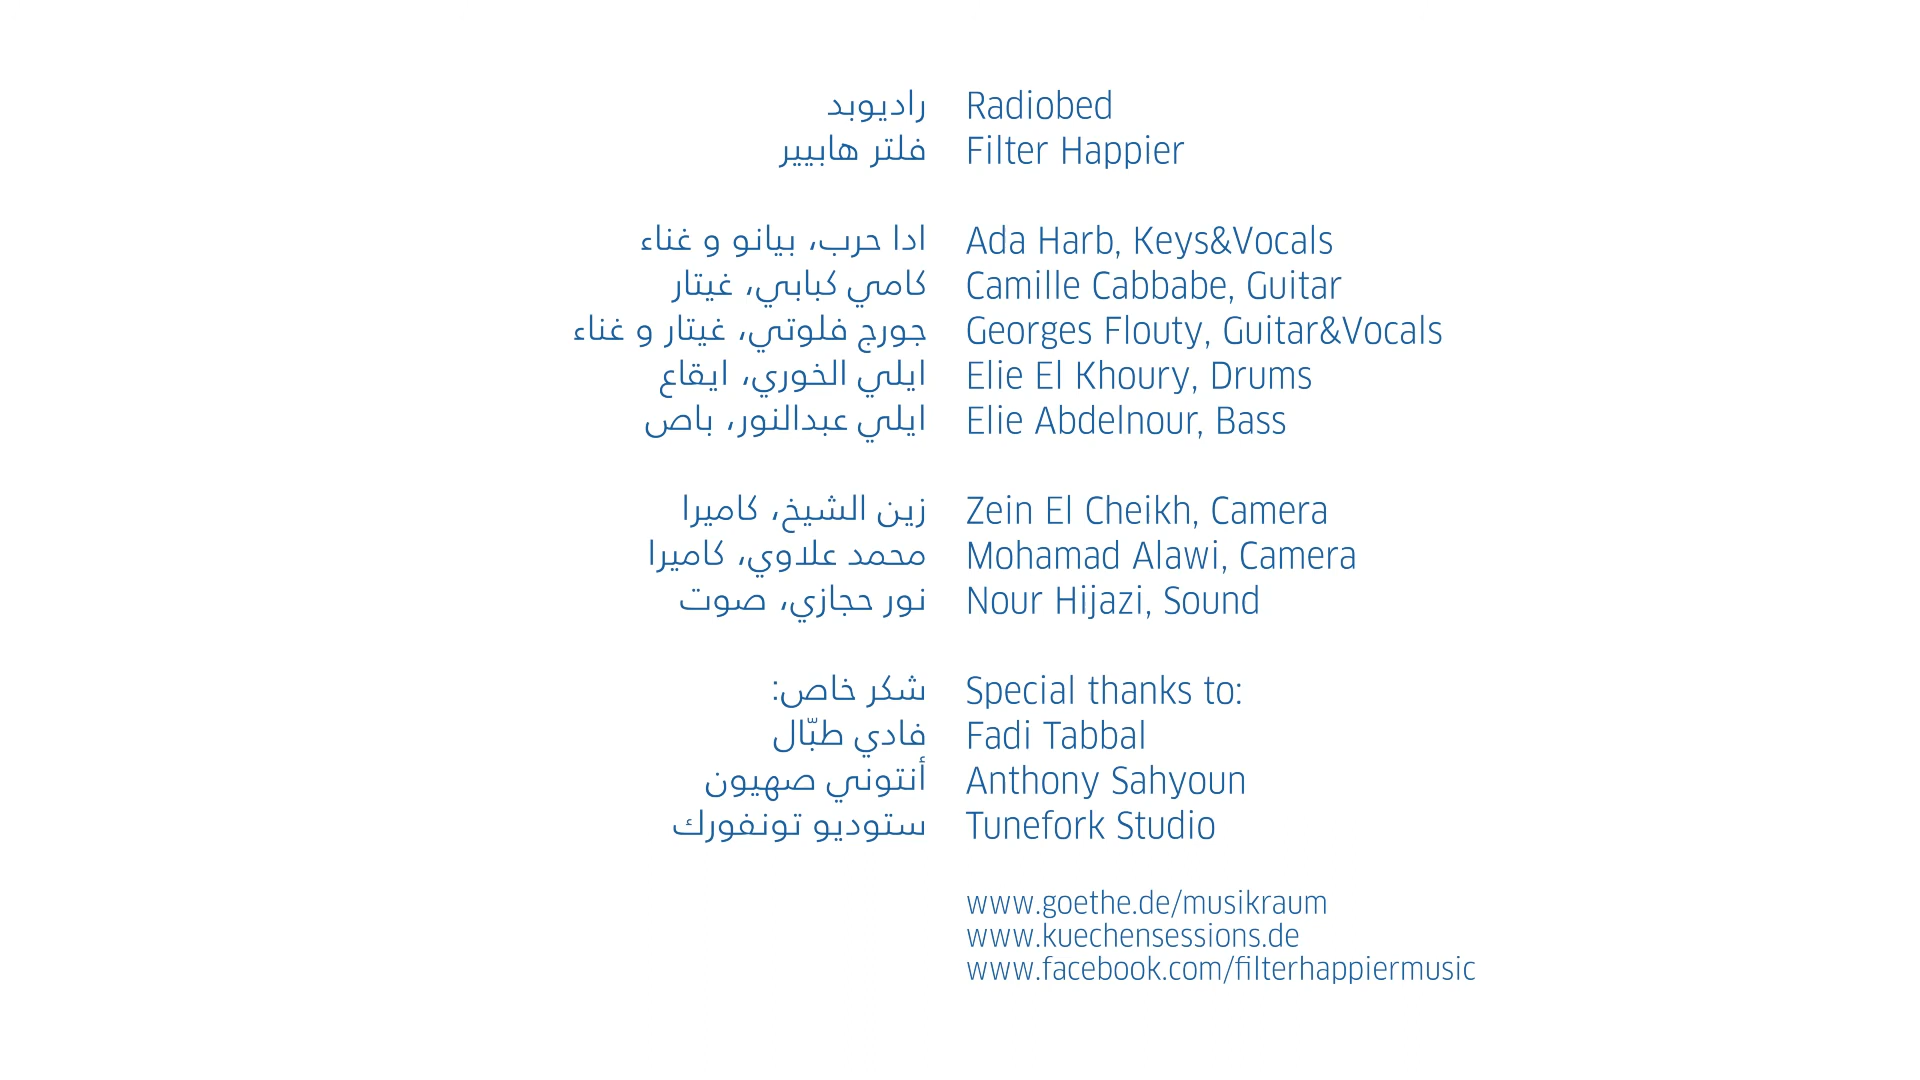 راديوبد Radiobed
فلتر هابيير Filter Happier
ادا حرب، بيانو و غناء Ada Harb, Keys&Vocals
كامي كبابي، غيتار Camille Cabbabe, Guitar
جورج فلوتي، غيتار و غناء Georges Flouty, Guitar&Vocals
ايلي الخوري، ايقاع Elie El Khoury, Drums
ايلي عبدالنور، باص Elie Abdelnour, Bass
زين الشيخ، كاميرا Zein El Cheikh, Camera
محمد علاوي، كاميرا Mohamad Alawi, Camera
نور حجازي، صوت Nour Hijazi, Sound
شكر خاص: Special thanks to:
فادي طبّال Fadi Tabbal
أنتوني صهيون Anthony Sahyoun
ستوديو تونفورك Tunefork Studio
www.goethe.de/musikraum
www.kuechensessions.de
www.facebook.com/filterhappiermusic